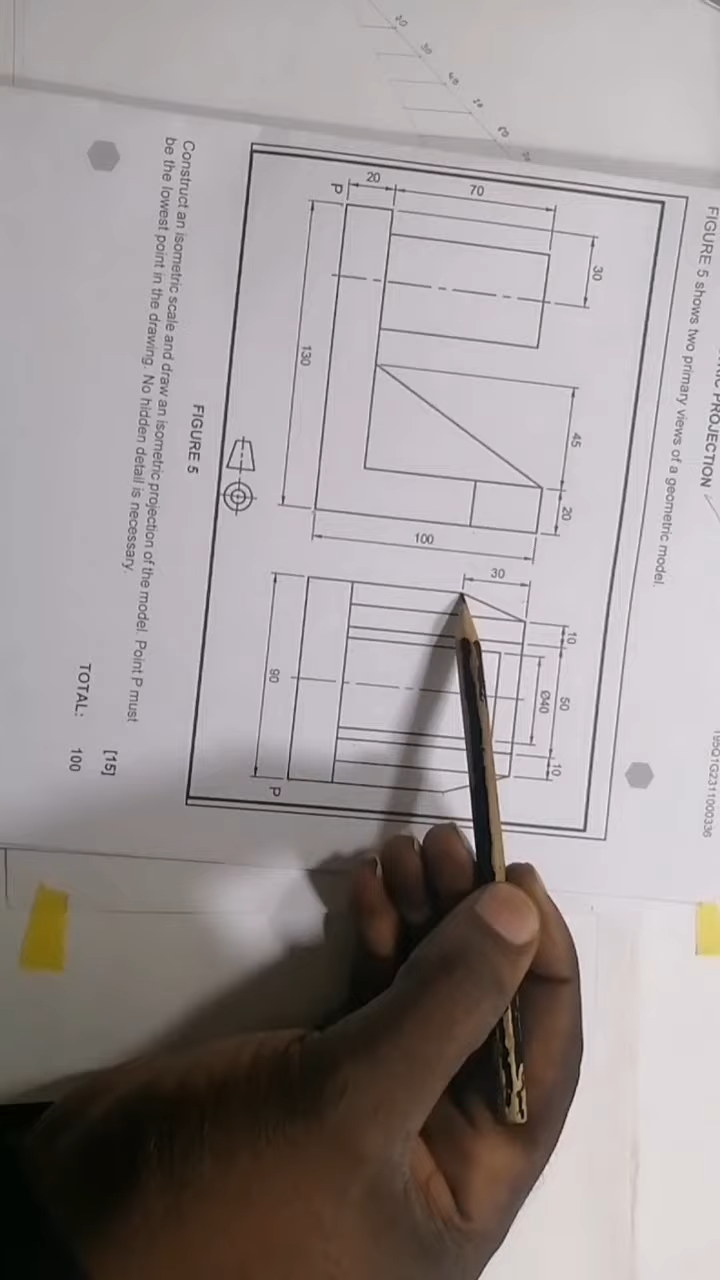 PROJECTION
FIGURE 5 shows two primary views of a geometric model.
195Q1G2311000336
30
70
20
P
45
20
130
100
30
10
50
Ø40
10
90
P
FIGURE 5
Construct an isometric scale and draw an isometric projection of the model. Point P must
be the lowest point in the drawing. No hidden detail is necessary.
[15]
TOTAL: 100